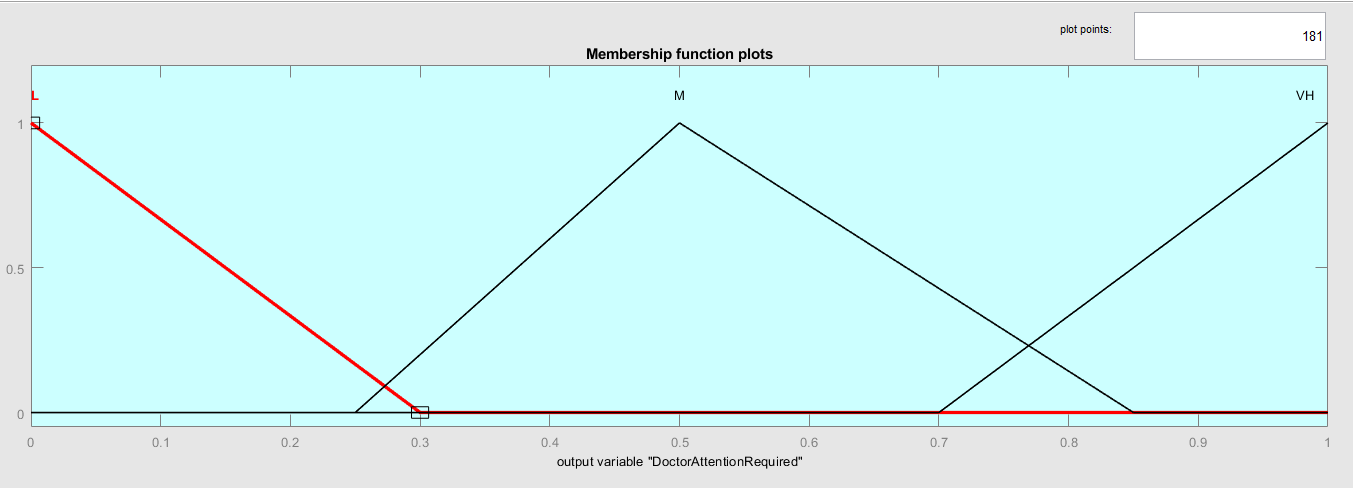 plot points: 181
Membership function plots
L M VH
1
0.5
0
0 0.1 0.2 0.3 0.4 0.5 0.6 0.7 0.8 0.9 1
output variable "DoctorAttentionRequired"